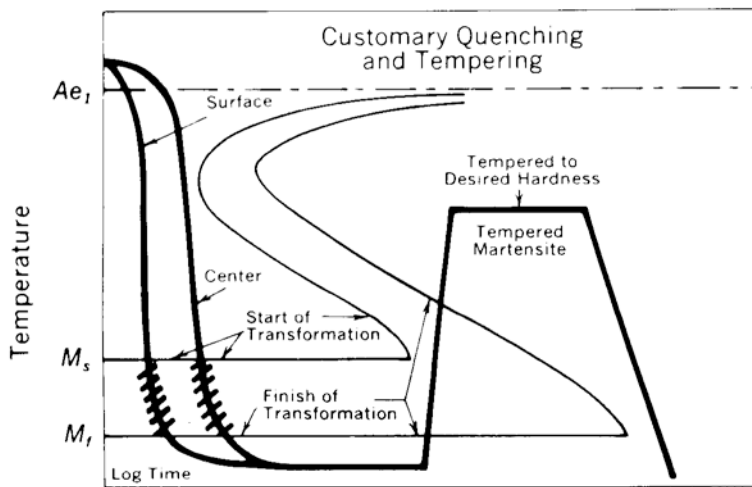 Customary Quenching
and Tempering
Ae₁
Surface
Tempered to
Desired Hardness
Tempered
Martensite
Temperature
Center
Start of
Transformation
Mₛ
Finish of
Transformation
M_f
Log Time